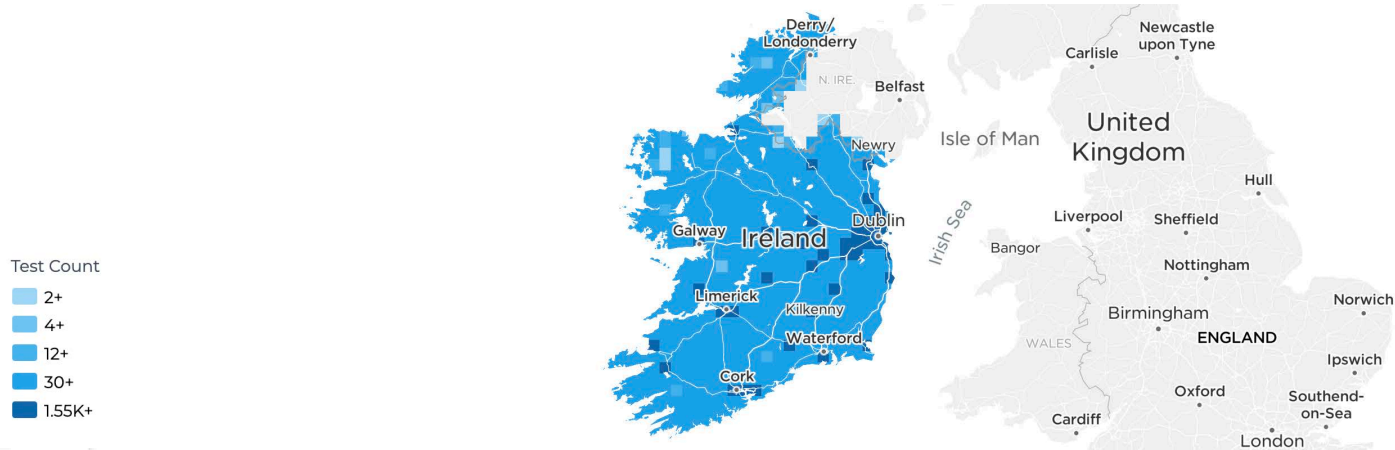 Test Count
2+
4+
12+
30+
1.55K+
Derry/
Londonderry
N. IRE.
Belfast
Newry
Isle of Man
Irish Sea
Galway
Ireland
Dublin
Limerick
Kilkenny
Waterford
Cork
Newcastle
upon Tyne
Carlisle
United
Kingdom
Hull
Liverpool
Sheffield
Bangor
Nottingham
Norwich
Birmingham
WALES
ENGLAND
Ipswich
Oxford
Southend-
on-Sea
Cardiff
London